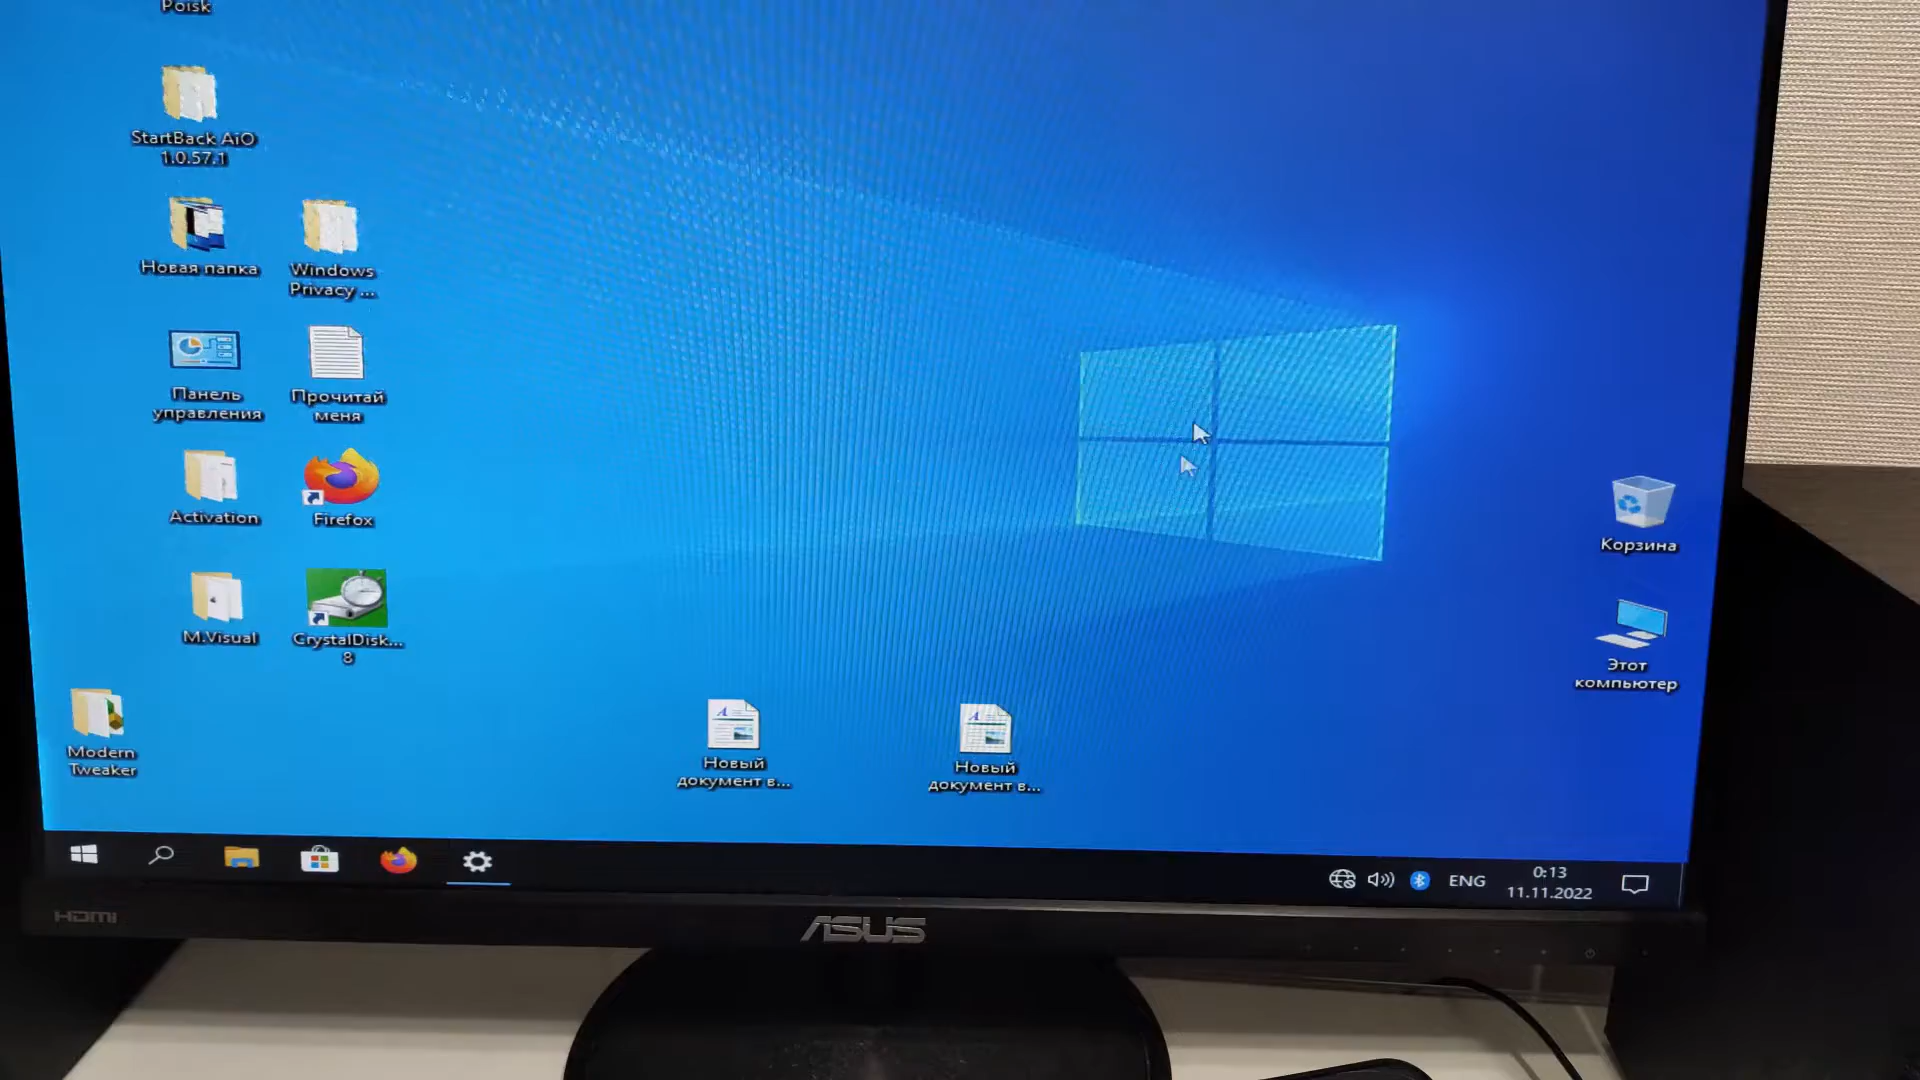 Poisk
StartBack AiO
1.0.57.1
Новая папка
Windows
Privacy ...
Панель
управления
Прочитай
меня
Activation
Firefox
M.Visual
CrystalDisk...
8
Modern
Tweaker
Новый
документ в...
Новый
документ в...
Корзина
Этот
компьютер
ENG
0:13
11.11.2022
HDMI
ASUS